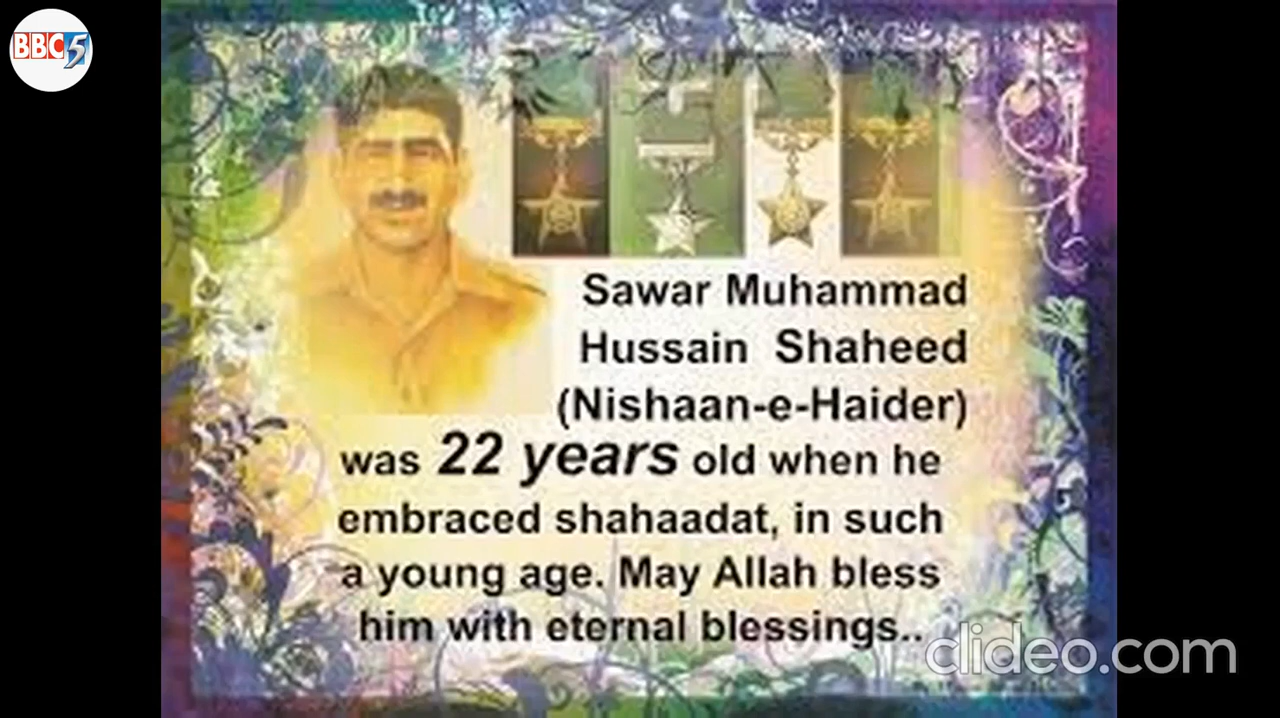 BBC5
Sawar Muhammad
Hussain Shaheed
(Nishaan-e-Haider)
was 22 years old when he
embraced shahaadat, in such
a young age. May Allah bless
him with eternal blessings..
clideo.com